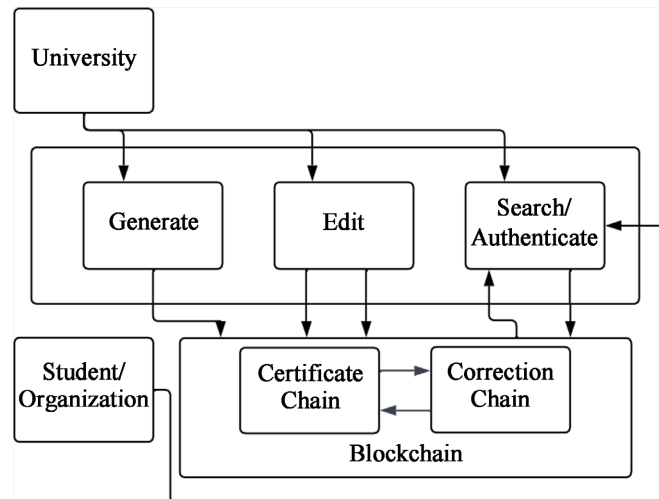 University
Generate
Edit
Search/
Authenticate
Student/
Organization
Certificate
Chain
Correction
Chain
Blockchain